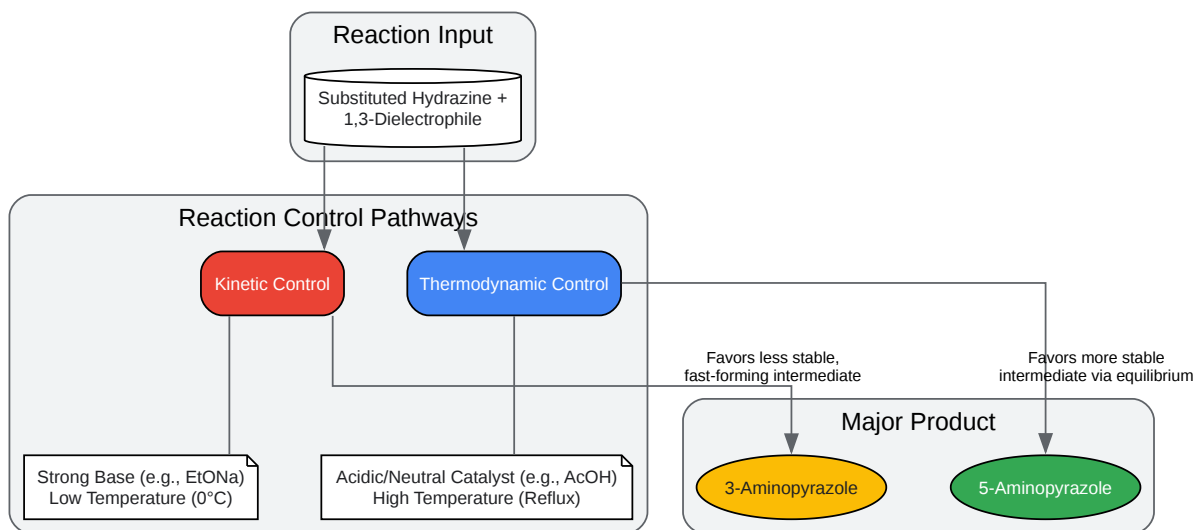 Reaction Input
Substituted Hydrazine +
1,3-Dielectrophile
Reaction Control Pathways
Kinetic Control
Thermodynamic Control
Favors less stable,
fast-forming intermediate
Favors more stable
intermediate via equilibrium
Major Product
Strong Base (e.g., EtONa)
Low Temperature (0°C)
Acidic/Neutral Catalyst (e.g., AcOH)
High Temperature (Reflux)
3-Aminopyrazole
5-Aminopyrazole